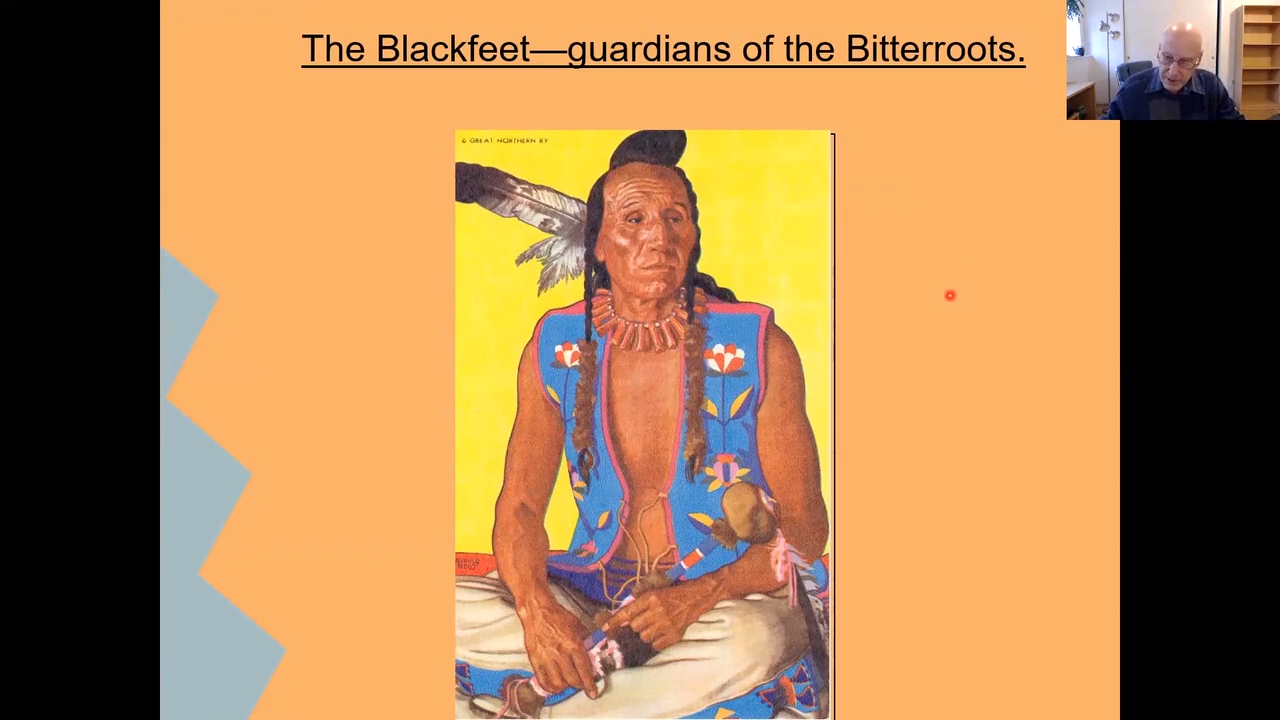 The Blackfeet—guardians of the Bitterroots.
© GREAT NORTHERN RY